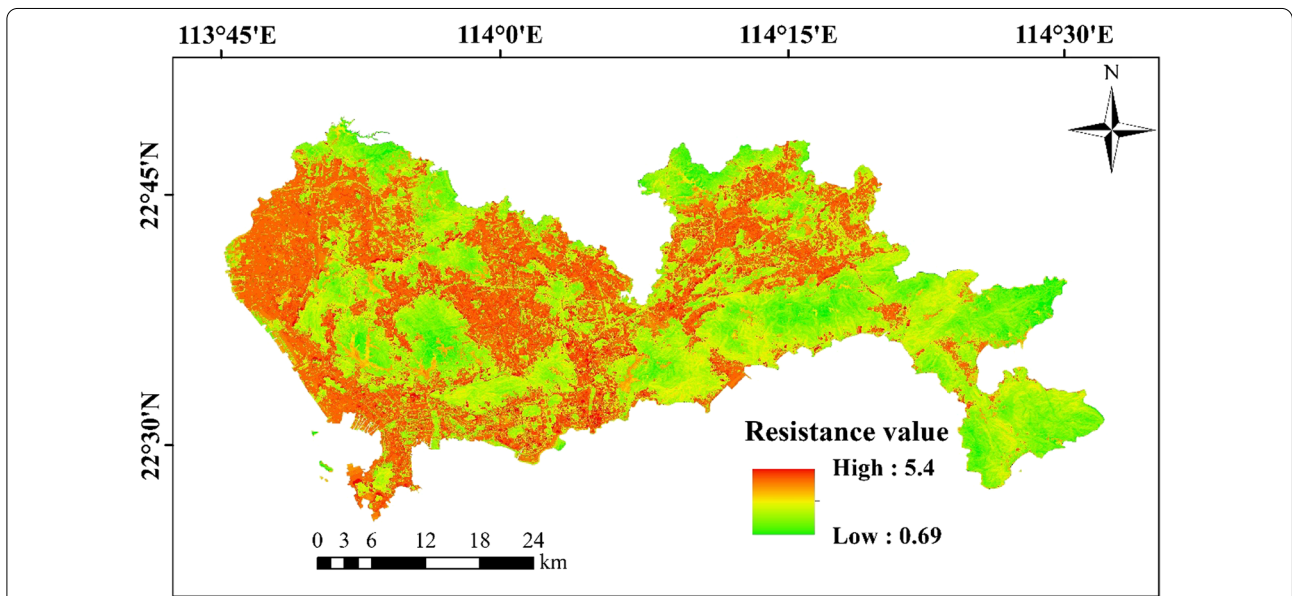 113°45'E 114°0'E 114°15'E 114°30'E
N
22°45'N
22°30'N
Resistance value
High : 5.4
Low : 0.69
0 3 6 12 18 24
km